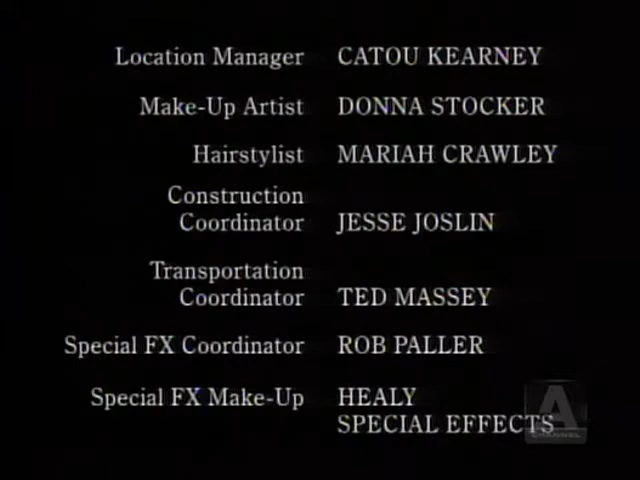 Location Manager CATOU KEARNEY
Make-Up Artist DONNA STOCKER
Hairstylist MARIAH CRAWLEY
Construction
Coordinator JESSE JOSLIN
Transportation
Coordinator TED MASSEY
Special FX Coordinator ROB PALLER
Special FX Make-Up HEALY
SPECIAL EFFECTS
A
CHANNEL